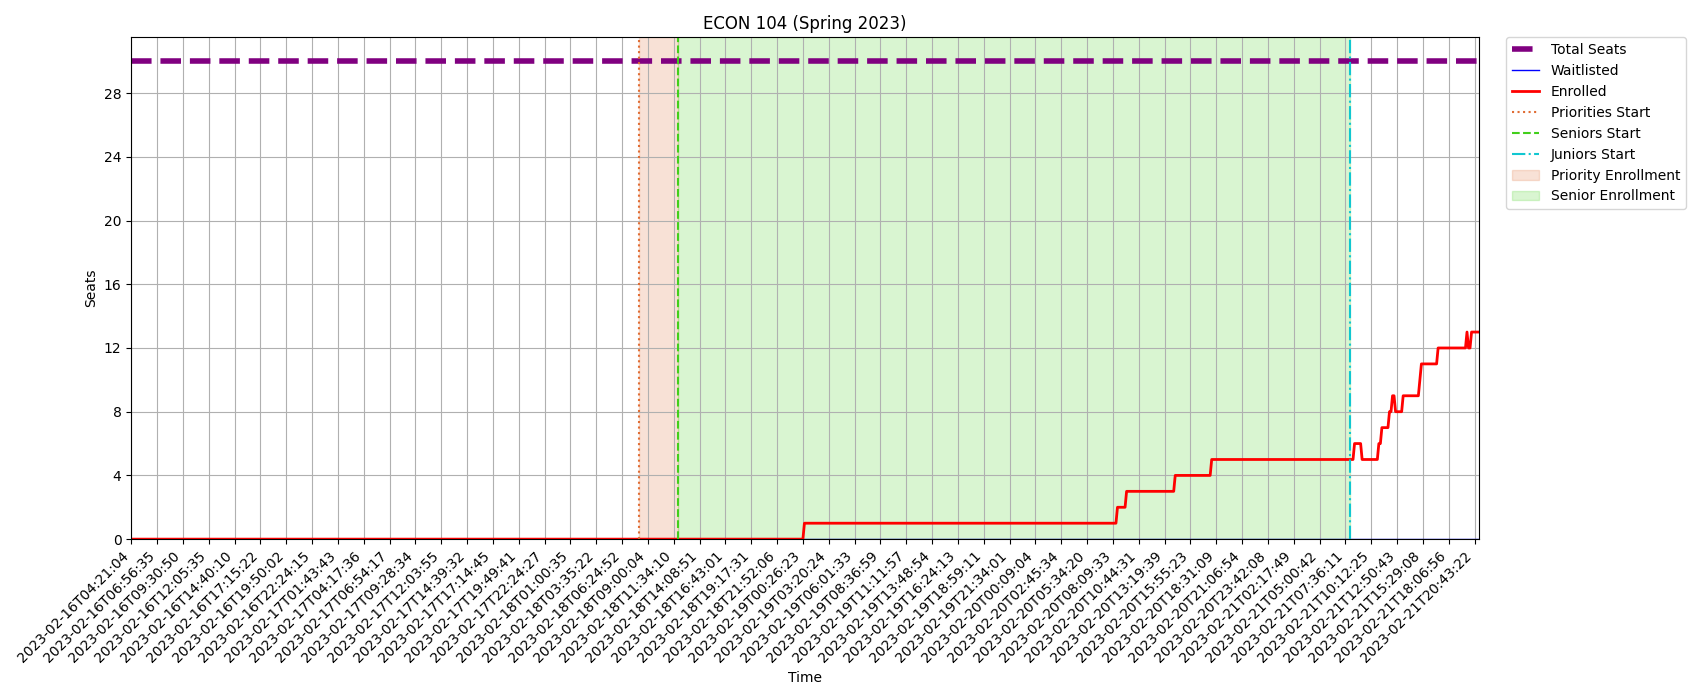 ECON 104 (Spring 2023)
Total Seats
Waitlisted
Enrolled
Priorities Start
Seniors Start
Juniors Start
Priority Enrollment
Senior Enrollment
Seats
28
24
20
16
12
8
4
0
2023-02-16T04:21:04
2023-02-16T06:56:35
2023-02-16T09:30:50
2023-02-16T12:05:35
2023-02-16T14:40:10
2023-02-16T17:15:22
2023-02-16T19:50:02
2023-02-16T22:24:15
2023-02-17T01:43:43
2023-02-17T04:17:36
2023-02-17T06:54:17
2023-02-17T09:28:34
2023-02-17T12:03:55
2023-02-17T14:39:32
2023-02-17T17:14:45
2023-02-17T19:49:41
2023-02-17T22:24:27
2023-02-18T01:00:35
2023-02-18T03:35:22
2023-02-18T06:24:52
2023-02-18T09:00:04
2023-02-18T11:34:10
2023-02-18T14:08:51
2023-02-18T16:43:01
2023-02-18T19:17:31
2023-02-18T21:52:06
2023-02-19T00:26:23
2023-02-19T03:20:24
2023-02-19T06:01:33
2023-02-19T08:36:59
2023-02-19T11:11:57
2023-02-19T13:48:54
2023-02-19T16:24:13
2023-02-19T18:59:11
2023-02-19T21:34:01
2023-02-20T00:09:04
2023-02-20T02:45:34
2023-02-20T05:34:20
2023-02-20T08:09:33
2023-02-20T10:44:31
2023-02-20T13:19:39
2023-02-20T15:55:23
2023-02-20T18:31:09
2023-02-20T21:06:54
2023-02-20T23:42:08
2023-02-21T02:17:49
2023-02-21T05:00:42
2023-02-21T07:36:11
2023-02-21T10:12:25
2023-02-21T12:50:43
2023-02-21T15:29:08
2023-02-21T18:06:56
2023-02-21T20:43:22
Time